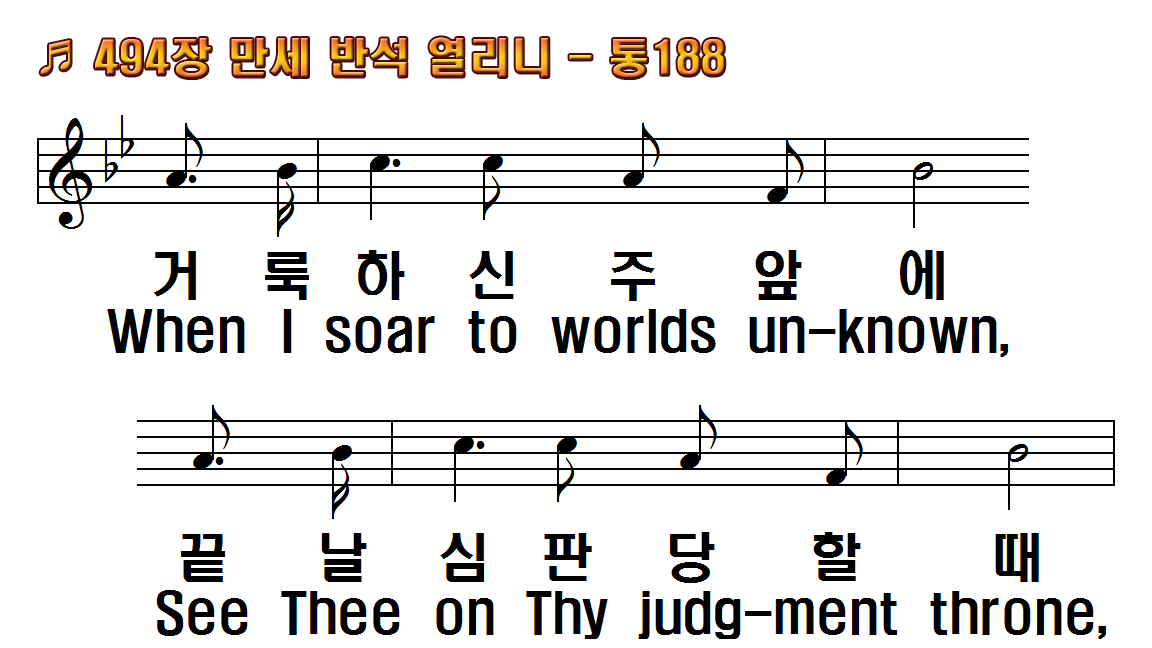 ♬ 494장 만세 반석 열리니 - 통188
거 룩 하 신 주 앞 에
When I soar to worlds un-known,
끝 날 심 판 당 할 때
See Thee on Thy judg-ment throne,